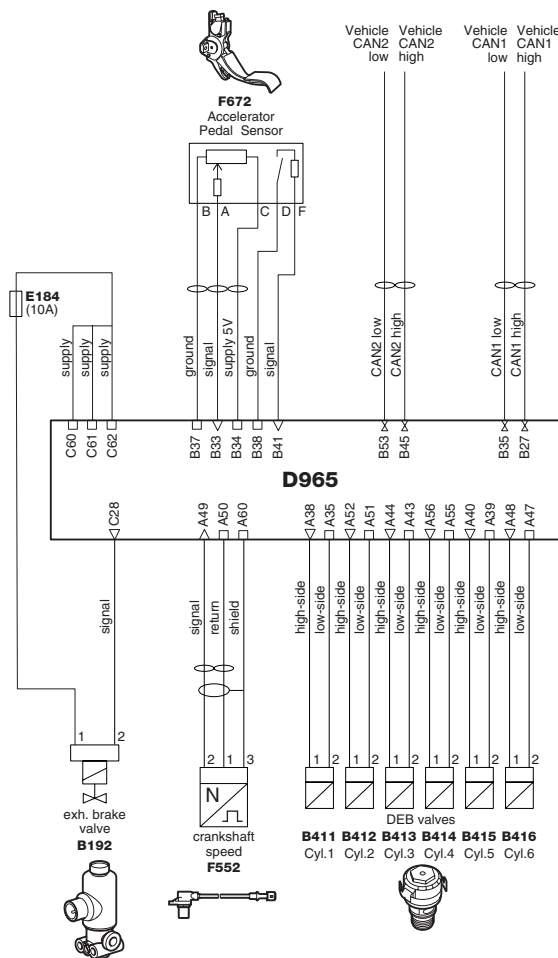 Vehicle CAN2 low
Vehicle CAN2 high
Vehicle CAN1 low
Vehicle CAN1 high
F672
Accelerator
Pedal Sensor
B A C D F
E184
(10A)
supply supply supply
ground signal supply 5V ground signal
CAN2 low CAN2 high
CAN1 low CAN1 high
C60 C61 C62 B37 B33 B34 B38 B41 B53 B45 B35 B27
D965
C28 A49 A50 A60 A38 A35 A52 A51 A44 A43 A56 A55 A40 A39 A48 A47
signal
signal return shield
high-side low-side high-side low-side high-side low-side high-side low-side high-side low-side high-side low-side
1 2
2 1 3
1 2 1 2 1 2 1 2 1 2 1 2
N
exh. brake
valve
B192
crankshaft
speed
F552
DEB valves
B411 B412 B413 B414 B415 B416
Cyl.1 Cyl.2 Cyl.3 Cyl.4 Cyl.5 Cyl.6